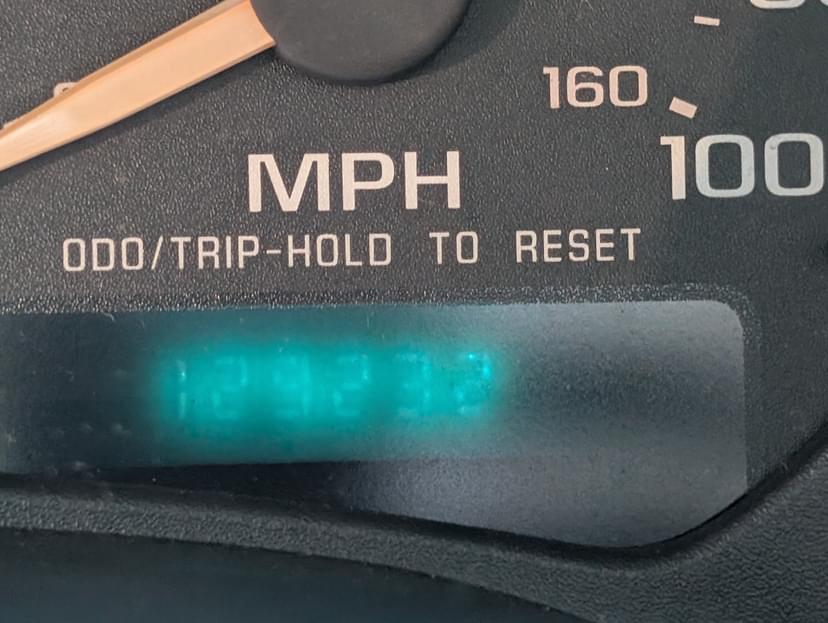 160
100
MPH
ODO/TRIP-HOLD TO RESET